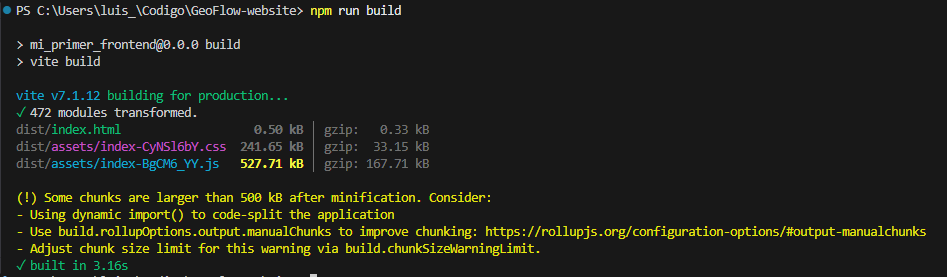 PS C:\Users\luis_\Codigo\GeoFlow-website> npm run build
> mi_primer_frontend@0.0.0 build
> vite build
vite v7.1.12 building for production...
✓ 472 modules transformed.
dist/index.html 0.50 kB │ gzip: 0.33 kB
dist/assets/index-CyNSl6bY.css 241.65 kB │ gzip: 33.15 kB
dist/assets/index-BgCM6_YY.js 527.71 kB │ gzip: 167.71 kB
(!) Some chunks are larger than 500 kB after minification. Consider:
- Using dynamic import() to code-split the application
- Use build.rollupOptions.output.manualChunks to improve chunking: https://rollupjs.org/configuration-options/#output-manualchunks
- Adjust chunk size limit for this warning via build.chunkSizeWarningLimit.
✓ built in 3.16s